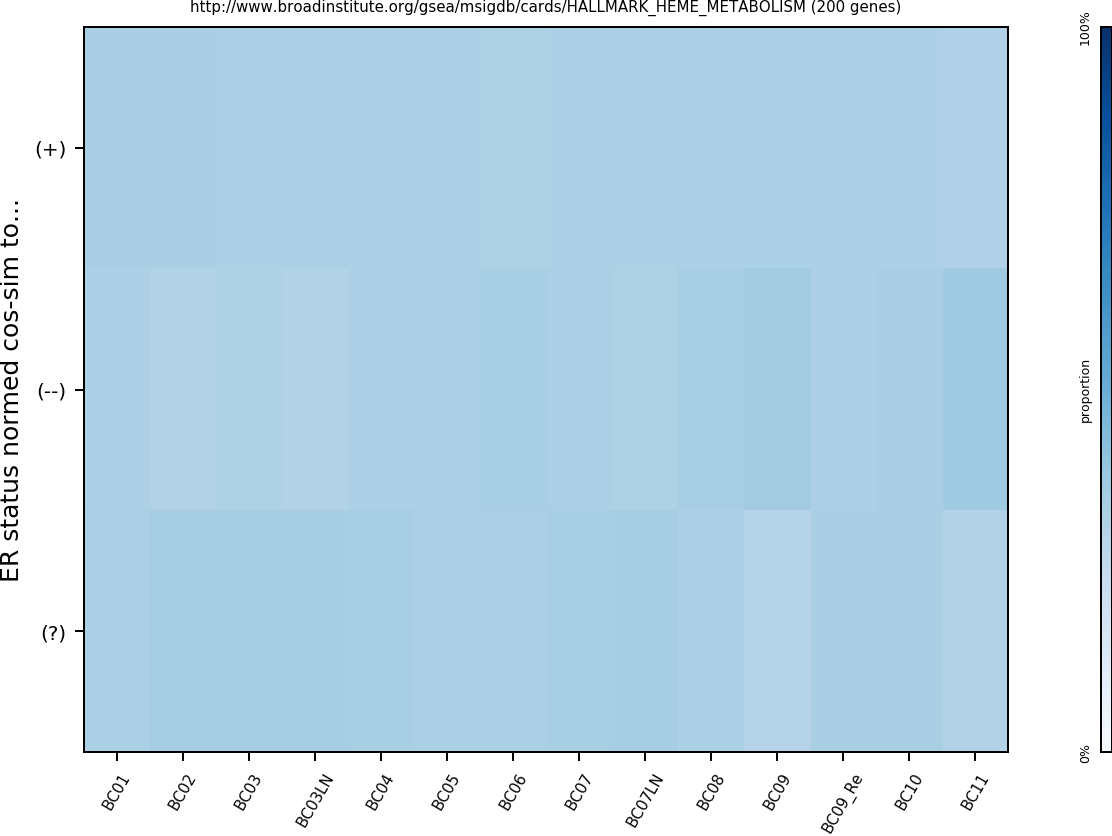 http://www.broadinstitute.org/gsea/msigdb/cards/HALLMARK_HEME_METABOLISM (200 genes)
ER status normed cos-sim to...
(+)
(--)
(?)
BC01
BC02
BC03
BC03LN
BC04
BC05
BC06
BC07
BC07LN
BC08
BC09
BC09_Re
BC10
BC11
100%
proportion
0%